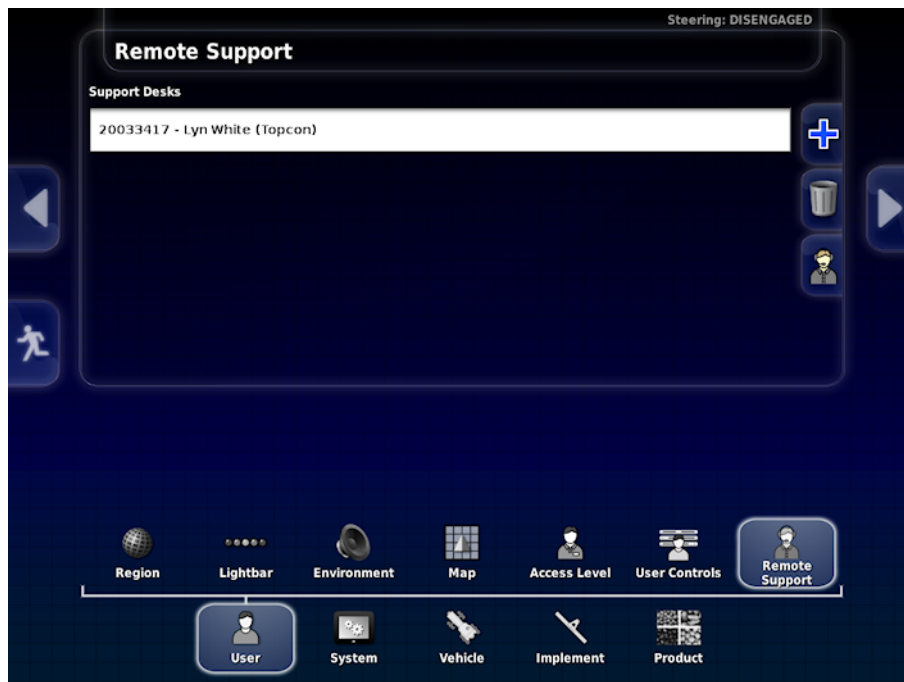 Steering: DISENGAGED
Remote Support
Support Desks
20033417 - Lyn White (Topcon)
Region
Lightbar
Environment
Map
Access Level
User Controls
Remote
Support
User
System
Vehicle
Implement
Product